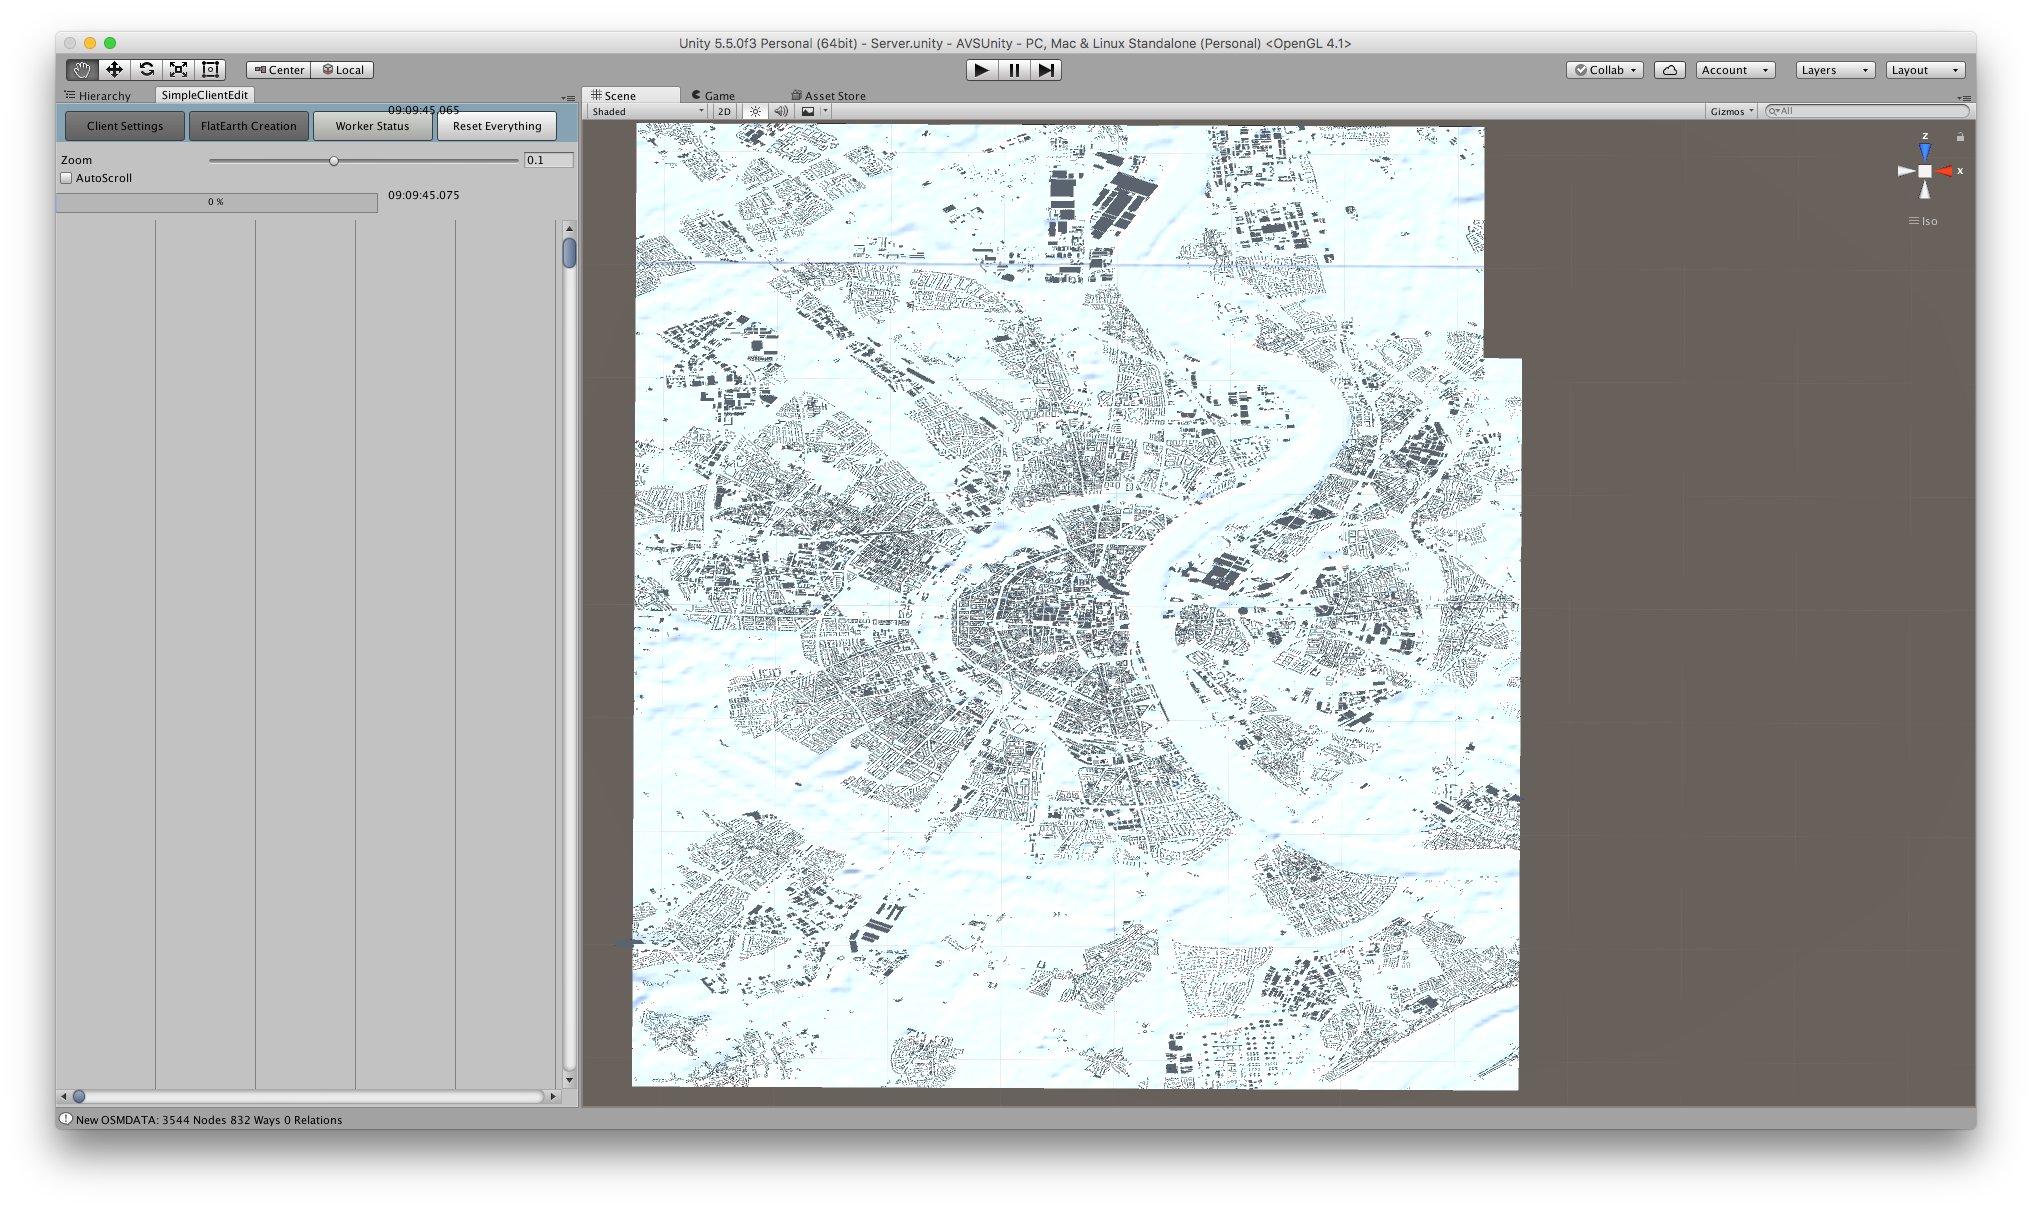 Unity 5.5.0f3 Personal (64bit) - Server.unity - AVSUnity - PC, Mac & Linux Standalone (Personal) <OpenGL 4.1>
Center Local Collab Account Layers Layout
Hierarchy SimpleClientEdit
Scene Game Asset Store
Shaded 2D Gizmos All
09:09:45.065
Client Settings FlatEarth Creation Worker Status Reset Everything
Zoom 0.1
AutoScroll
0 % 09:09:45.075
z
x
Iso
New OSMDATA: 3544 Nodes 832 Ways 0 Relations